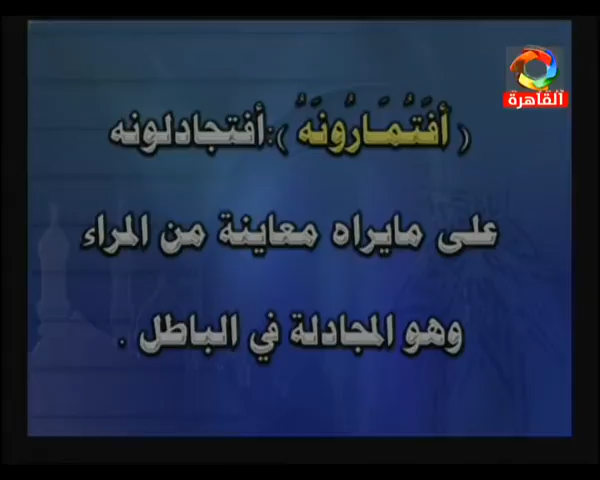 القاهرة
( أَفَتُمَارُونَهُ ): أفتجادلونه
على مايراه معاينة من المراء
وهو المجادلة في الباطل .